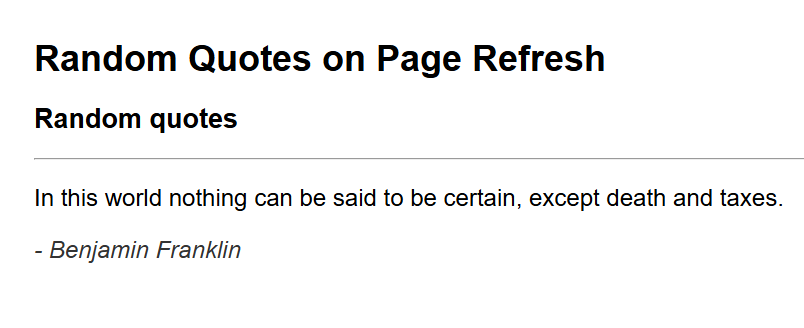 Random Quotes on Page Refresh
Random quotes
In this world nothing can be said to be certain, except death and taxes.
- Benjamin Franklin